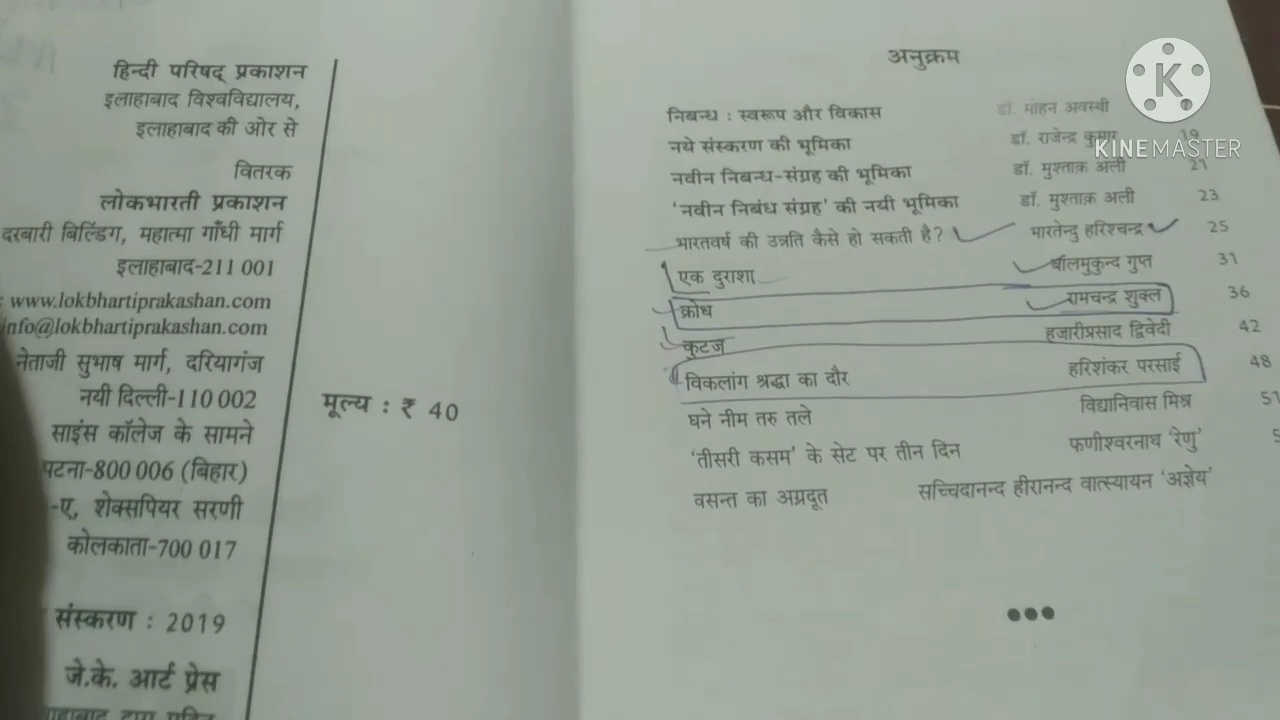 हिन्दी परिषद् प्रकाशन
इलाहाबाद विश्वविद्यालय,
इलाहाबाद की ओर से
वितरक
लोकभारती प्रकाशन
दरबारी बिल्डिंग, महात्मा गाँधी मार्ग
इलाहाबाद-211 001
: www.lokbhartiprakashan.com
info@lokbhartiprakashan.com
नेताजी सुभाष मार्ग, दरियागंज
नयी दिल्ली-110 002
साइंस कॉलेज के सामने
पटना-800 006 (बिहार)
-ए, शेक्सपियर सरणी
कोलकाता-700 017
संस्करण : 2019
जे.के. आर्ट प्रेस
मूल्य : ₹ 40
अनुक्रम
निबन्ध : स्वरूप और विकास डॉ. मोहन अवस्थी
नये संस्करण की भूमिका डॉ. राजेन्द्र कुमार 19
नवीन निबन्ध-संग्रह की भूमिका डॉ. मुश्ताक़ अली 21
'नवीन निबंध संग्रह' की नयी भूमिका डॉ. मुश्ताक़ अली 23
भारतवर्ष की उन्नति कैसे हो सकती है? भारतेन्दु हरिश्चन्द्र 25
एक दुराशा बालमुकुन्द गुप्त 31
क्रोध रामचन्द्र शुक्ल 36
कुटज हजारीप्रसाद द्विवेदी 42
विकलांग श्रद्धा का दौर हरिशंकर परसाई 48
घने नीम तरु तले विद्यानिवास मिश्र 51
'तीसरी कसम' के सेट पर तीन दिन फणीश्वरनाथ 'रेणु'
वसन्त का अग्रदूत सच्चिदानन्द हीरानन्द वात्स्यायन 'अज्ञेय'
K
KINEMASTER